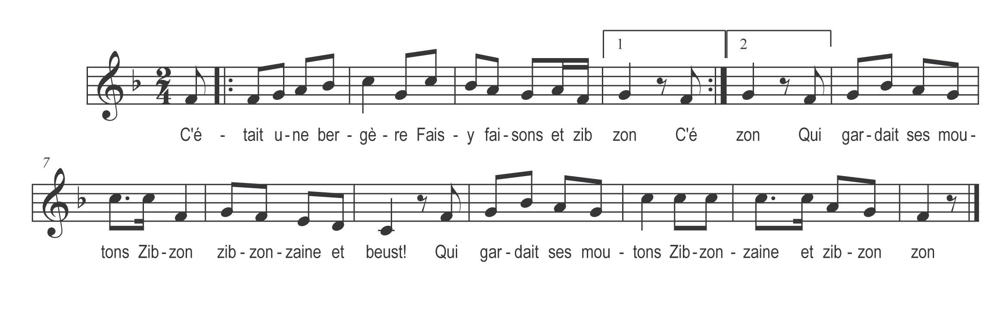 1 2
C'é - tait u-ne ber - gè - re Fais - y fai-sons et zib zon C'é zon Qui gar-dait ses mou-
7
tons Zib-zon zib - zon - zaine et beust! Qui gar - dait ses mou - tons Zib-zon - zaine et zib - zon zon